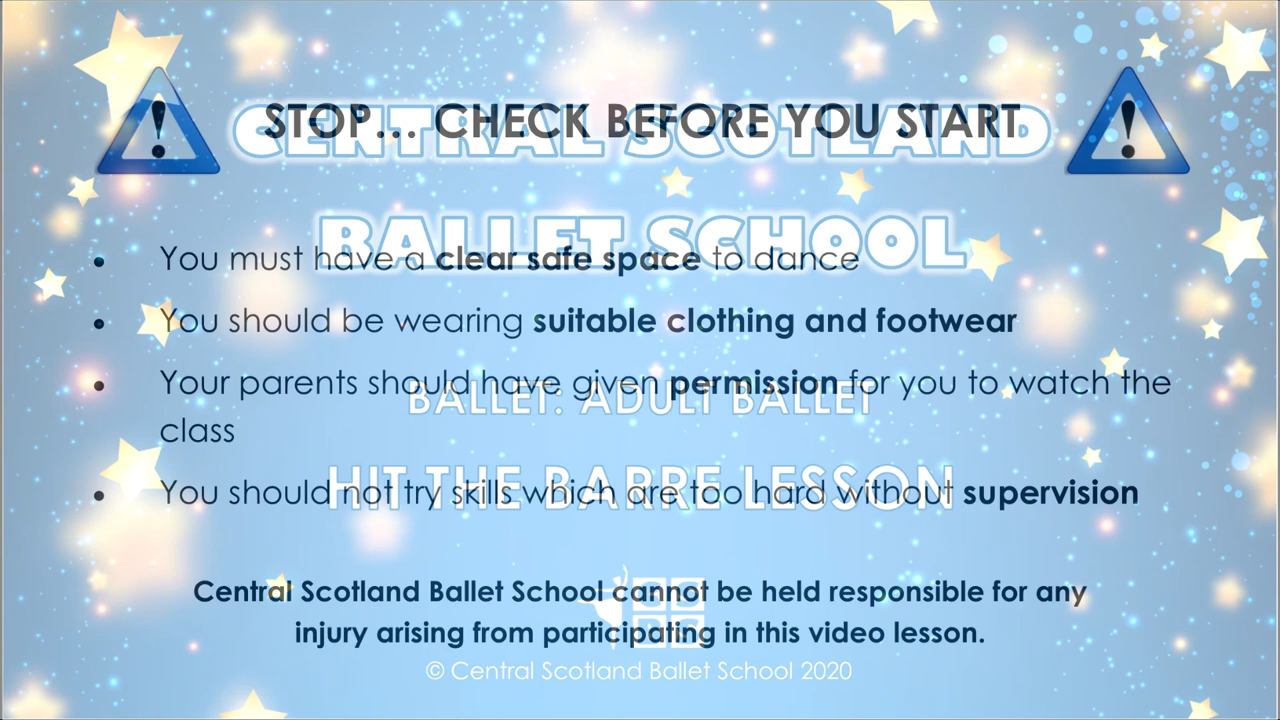 STOP... CHECK BEFORE YOU START
CENTRAL SCOTLAND
BALLET SCHOOL
• You must have a clear safe space to dance
• You should be wearing suitable clothing and footwear
• Your parents should have given permission for you to watch the
class
BALLET: ADULT BALLET
HIT THE BARRE LESSON
• You should not try skills which are too hard without supervision
Central Scotland Ballet School cannot be held responsible for any
injury arising from participating in this video lesson.
© Central Scotland Ballet School 2020